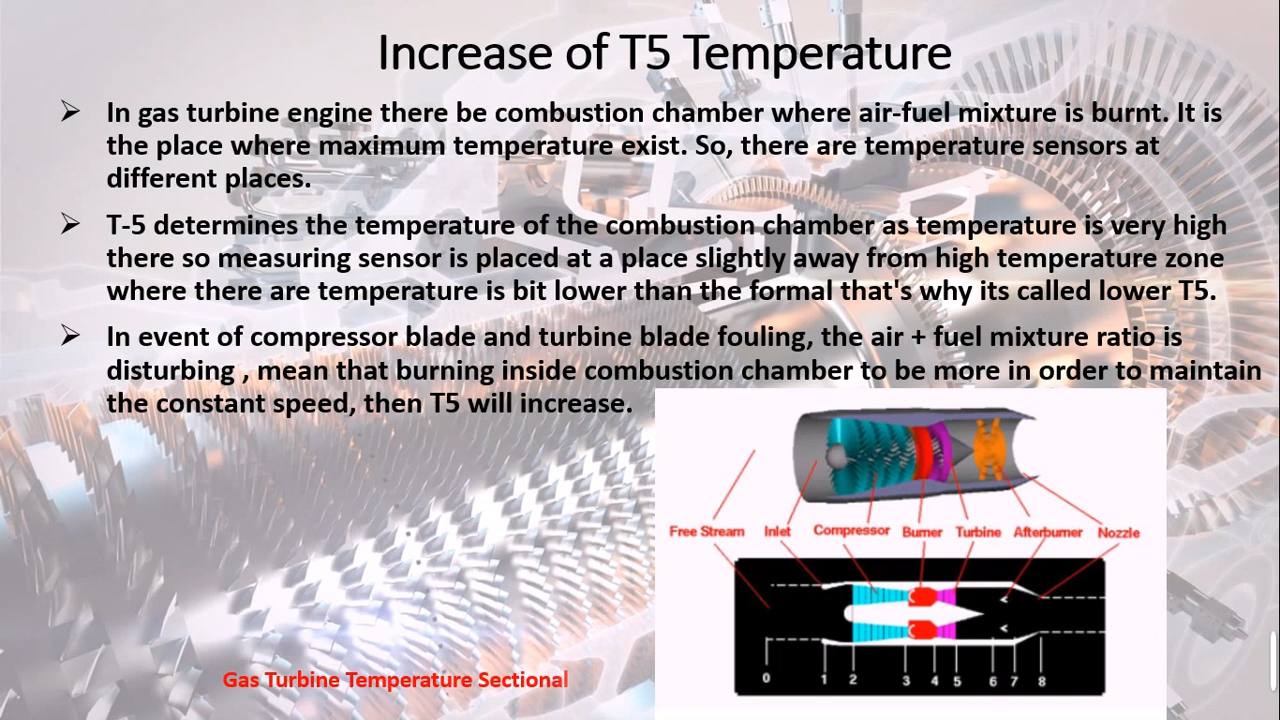 Increase of T5 Temperature
In gas turbine engine there be combustion chamber where air-fuel mixture is burnt. It is
the place where maximum temperature exist. So, there are temperature sensors at
different places.
T-5 determines the temperature of the combustion chamber as temperature is very high
there so measuring sensor is placed at a place slightly away from high temperature zone
where there are temperature is bit lower than the formal that's why its called lower T5.
In event of compressor blade and turbine blade fouling, the air + fuel mixture ratio is
disturbing , mean that burning inside combustion chamber to be more in order to maintain
the constant speed, then T5 will increase.
Free Stream Inlet Compressor Burner Turbine Afterburner Nozzle
0 1 2 3 4 5 6 7 8
Gas Turbine Temperature Sectional